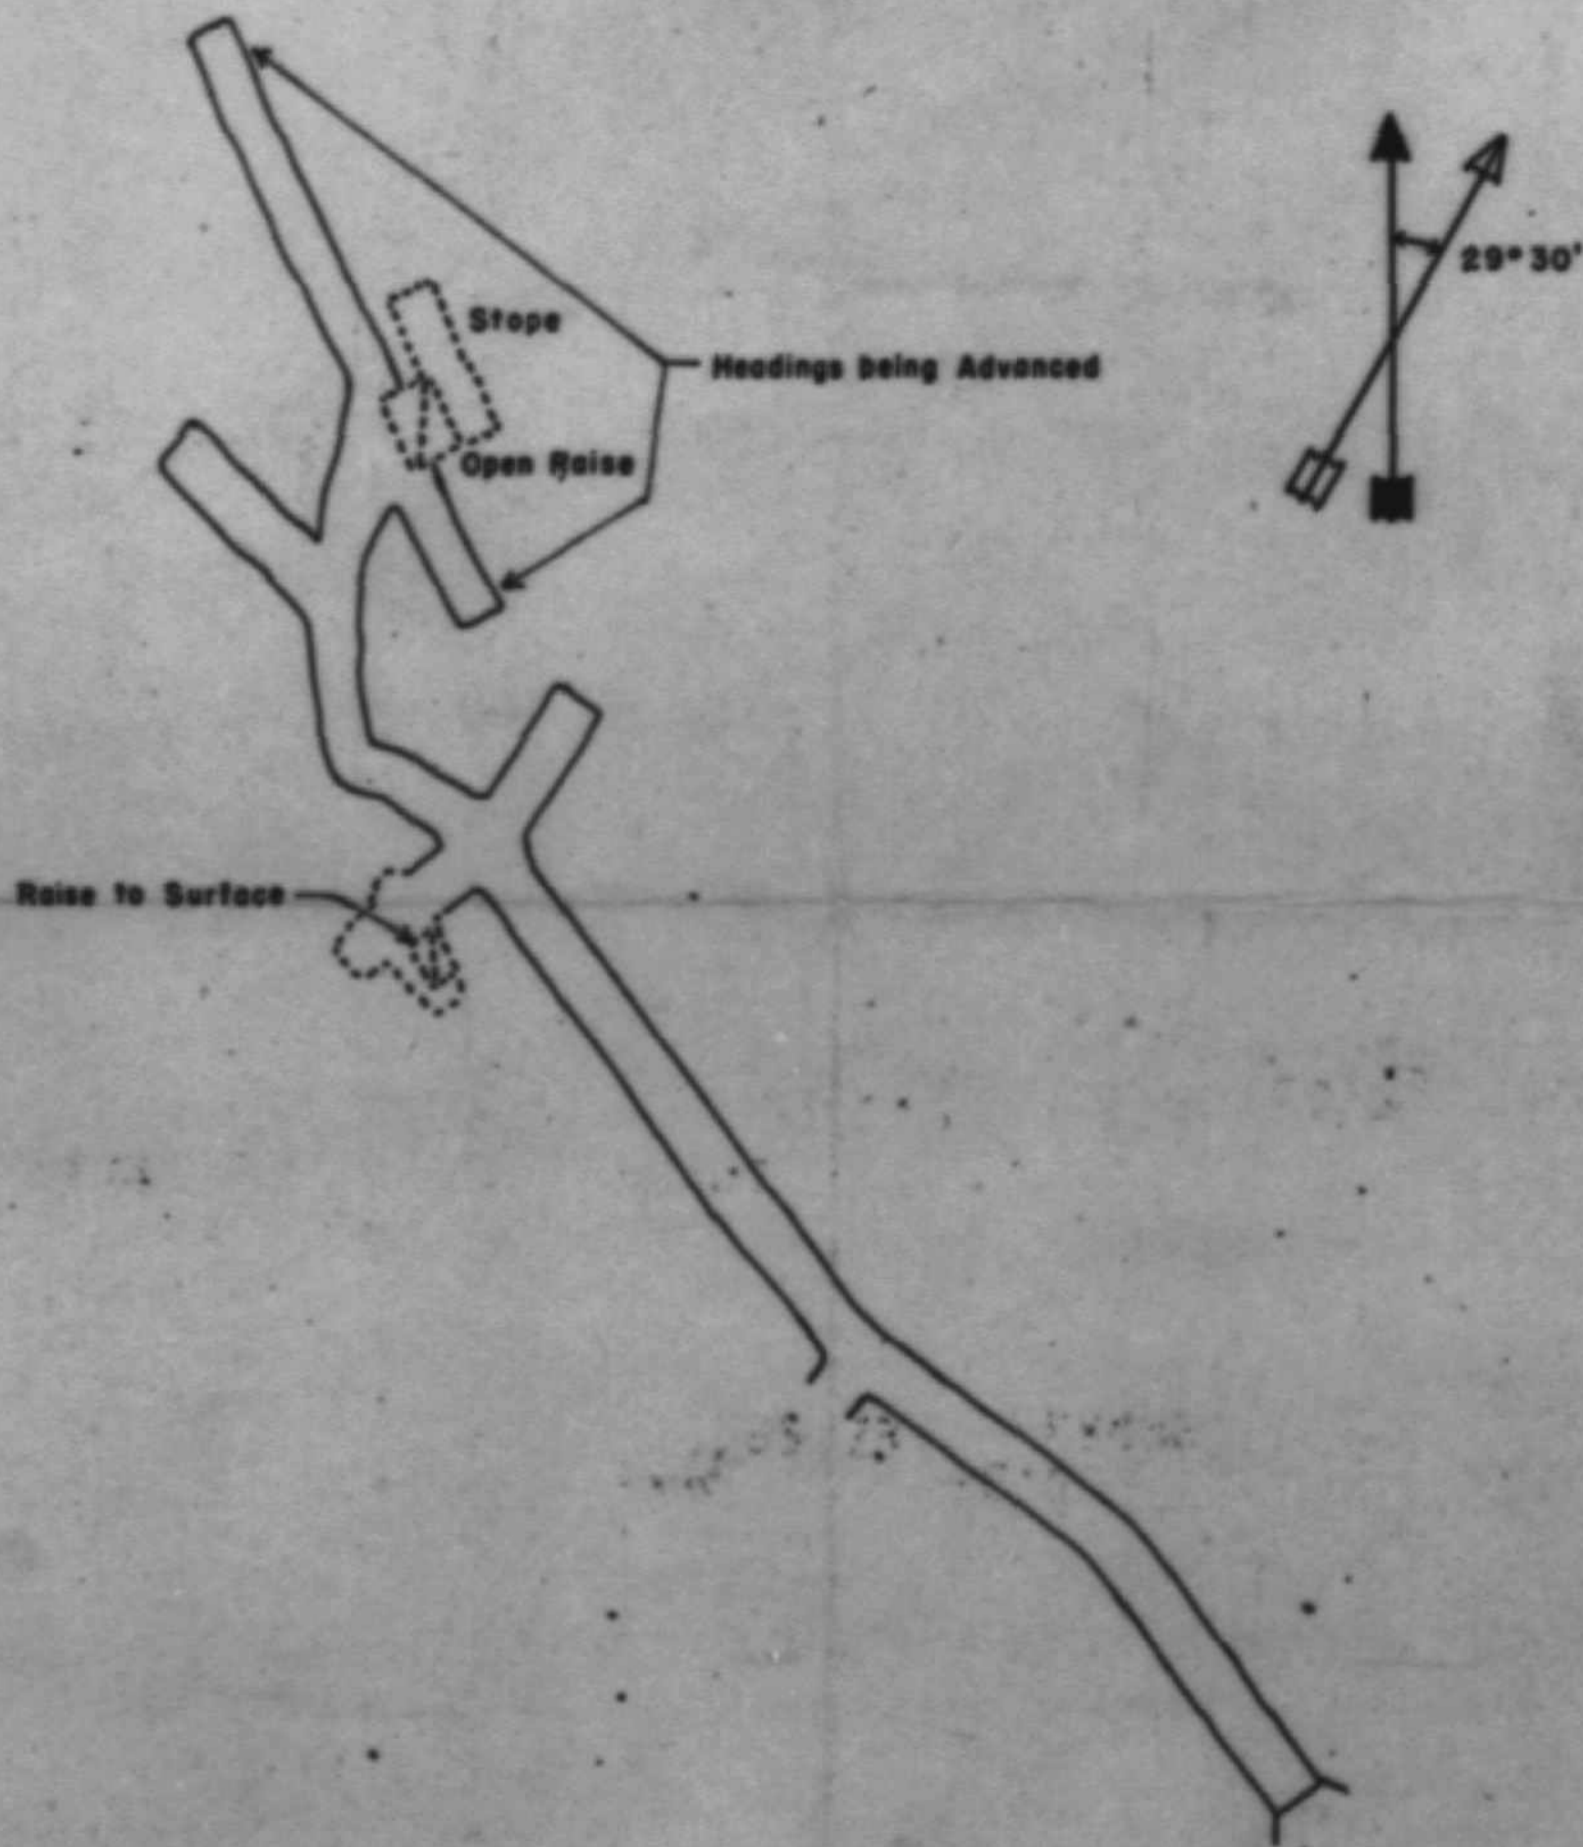 29° 30'
Stope
Headings being Advanced
Open Raise
Raise to Surface